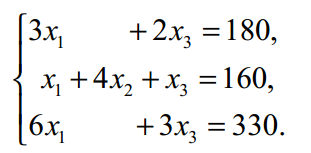 3x₁ + 2x₃ = 180,
x₁ + 4x₂ + x₃ = 160,
6x₁ + 3x₃ = 330.